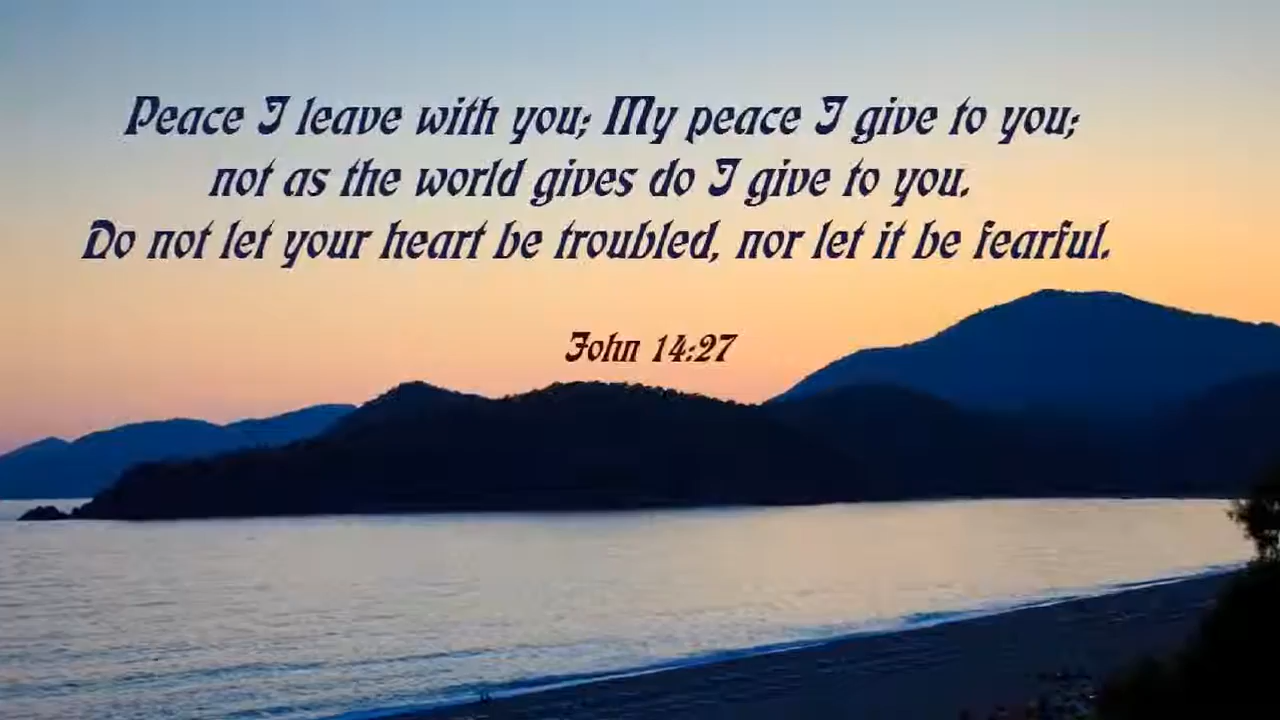 Peace I leave with you; My peace I give to you;
not as the world gives do I give to you.
Do not let your heart be troubled, nor let it be fearful.
John 14:27